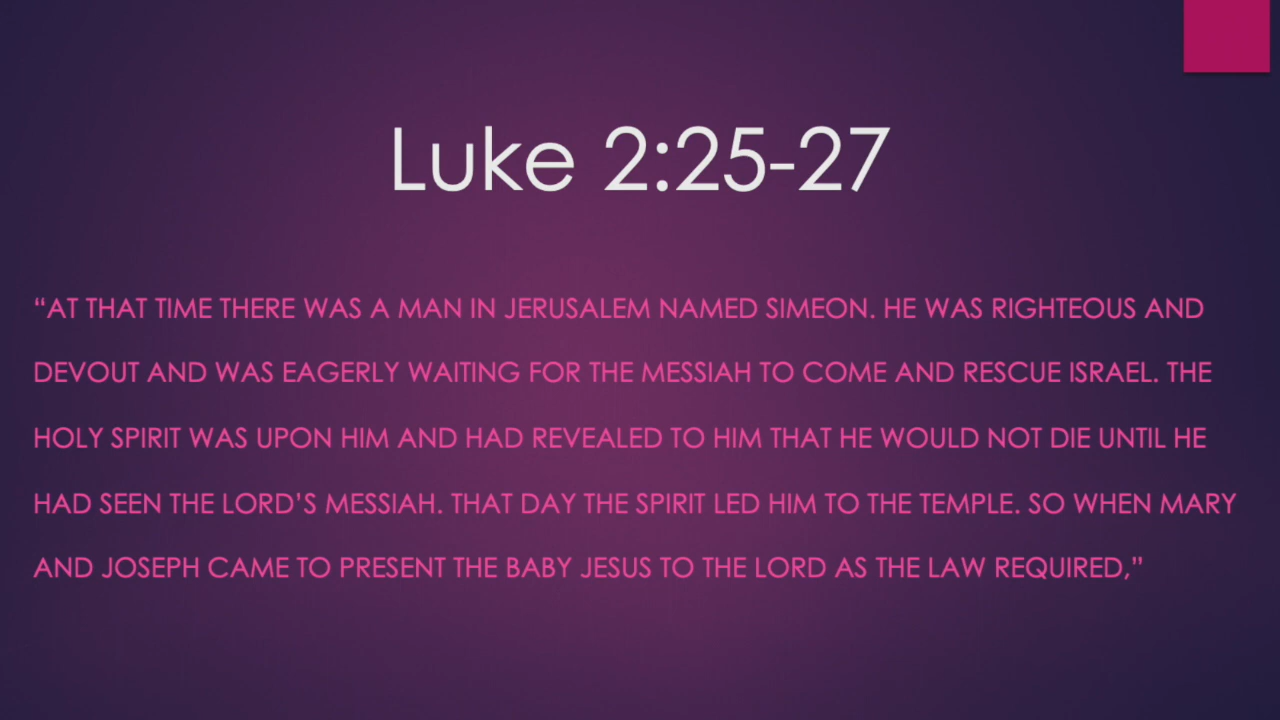 Luke 2:25-27
“AT THAT TIME THERE WAS A MAN IN JERUSALEM NAMED SIMEON. HE WAS RIGHTEOUS AND
DEVOUT AND WAS EAGERLY WAITING FOR THE MESSIAH TO COME AND RESCUE ISRAEL. THE
HOLY SPIRIT WAS UPON HIM AND HAD REVEALED TO HIM THAT HE WOULD NOT DIE UNTIL HE
HAD SEEN THE LORD’S MESSIAH. THAT DAY THE SPIRIT LED HIM TO THE TEMPLE. SO WHEN MARY
AND JOSEPH CAME TO PRESENT THE BABY JESUS TO THE LORD AS THE LAW REQUIRED,”